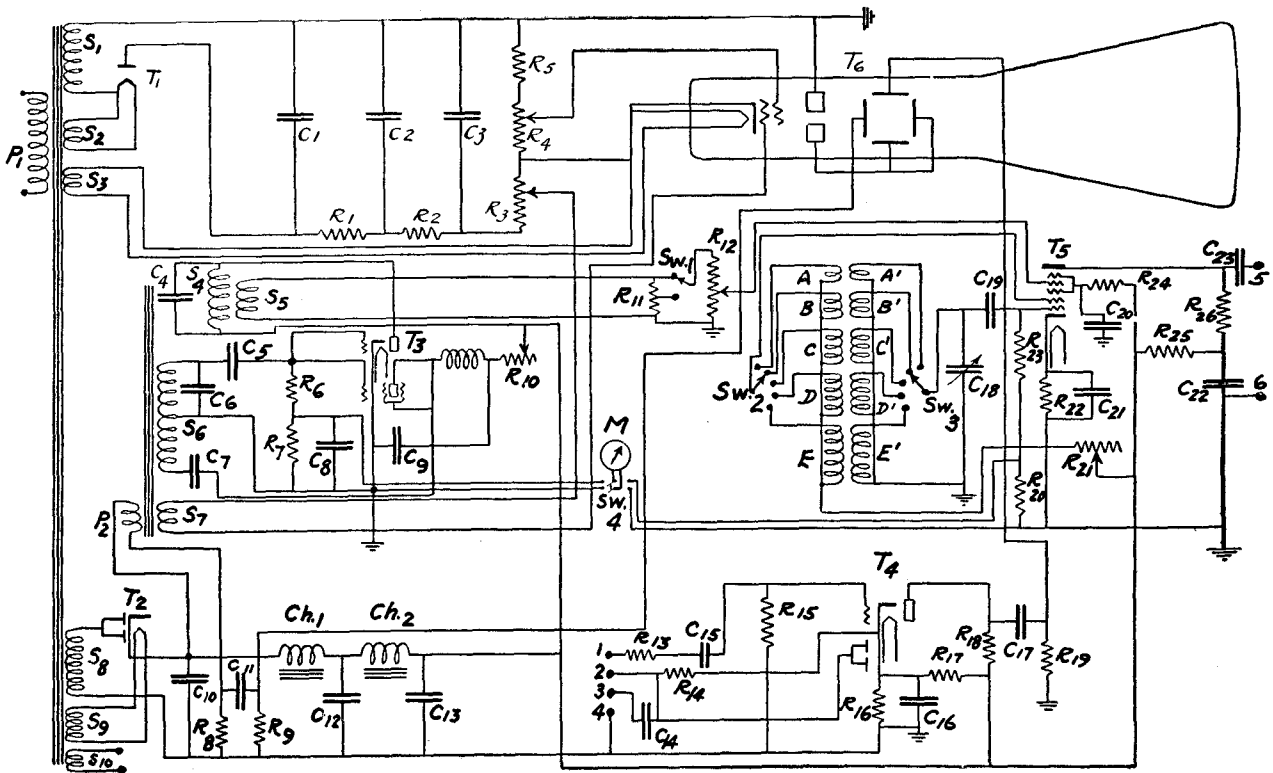 S1
T1
S2
P1
S3
C1
C2
C3
R5
R4
R3
R1
R2
T6
C4
S4
S5
Sw.1
R12
R11
T3
C5
C6
R6
S6
R7
C7
C8
C9
R10
M
Sw. 4
P2
S7
A
A'
B
B'
C
C'
D
D'
E
E'
Sw. 2
Sw. 3
C18
C19
T5
R24
C20
C23
5
R26
R25
R23
R22
C21
C22
6
R21
R20
T2
S8
S9
S10
Ch.1
Ch.2
C10
C11
R8
R9
C12
C13
1
2
3
4
R13
C15
R14
C14
R15
T4
R16
C16
R17
R18
C17
R19